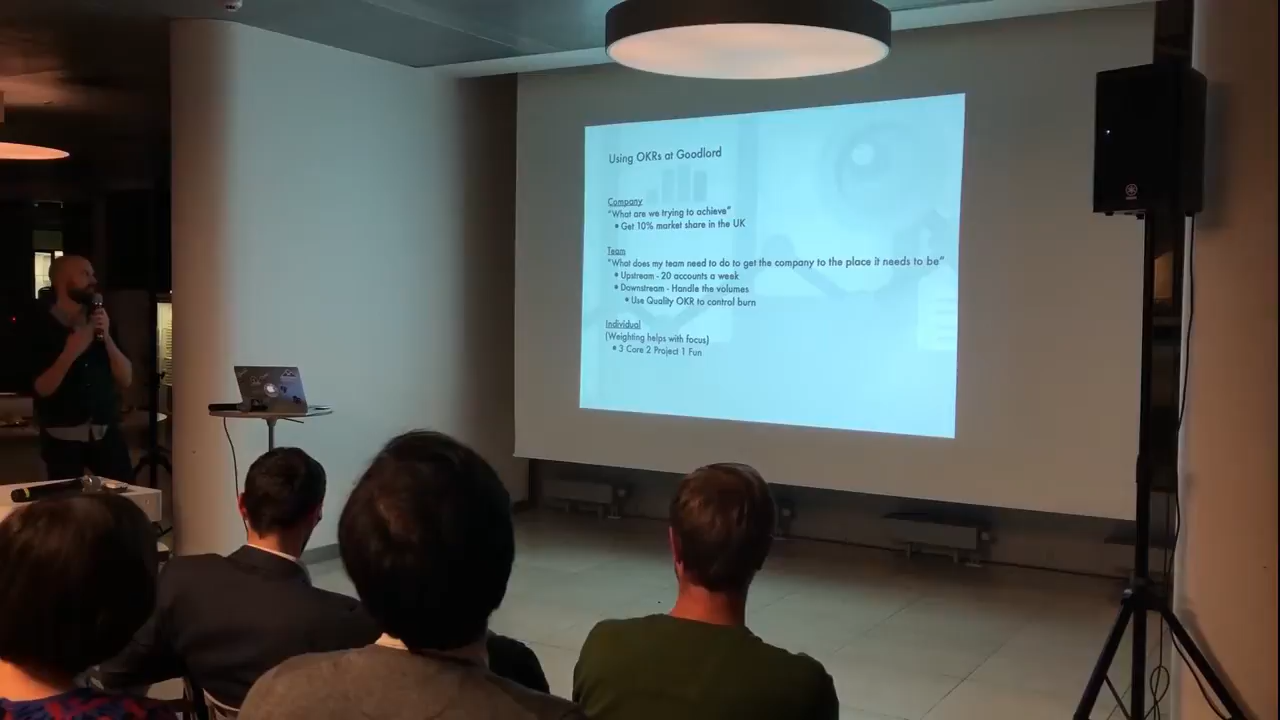 Using OKRs at Goodlord
Company
"What are we trying to achieve"
• Get 10% market share in the UK
Team
"What does my team need to do to get the company to the place it needs to be"
• Upstream - 20 accounts a week
• Downstream - Handle the volumes
• Use Quality OKR to control burn
Individual
(Weighting helps with focus)
• 3 Core 2 Project 1 Fun